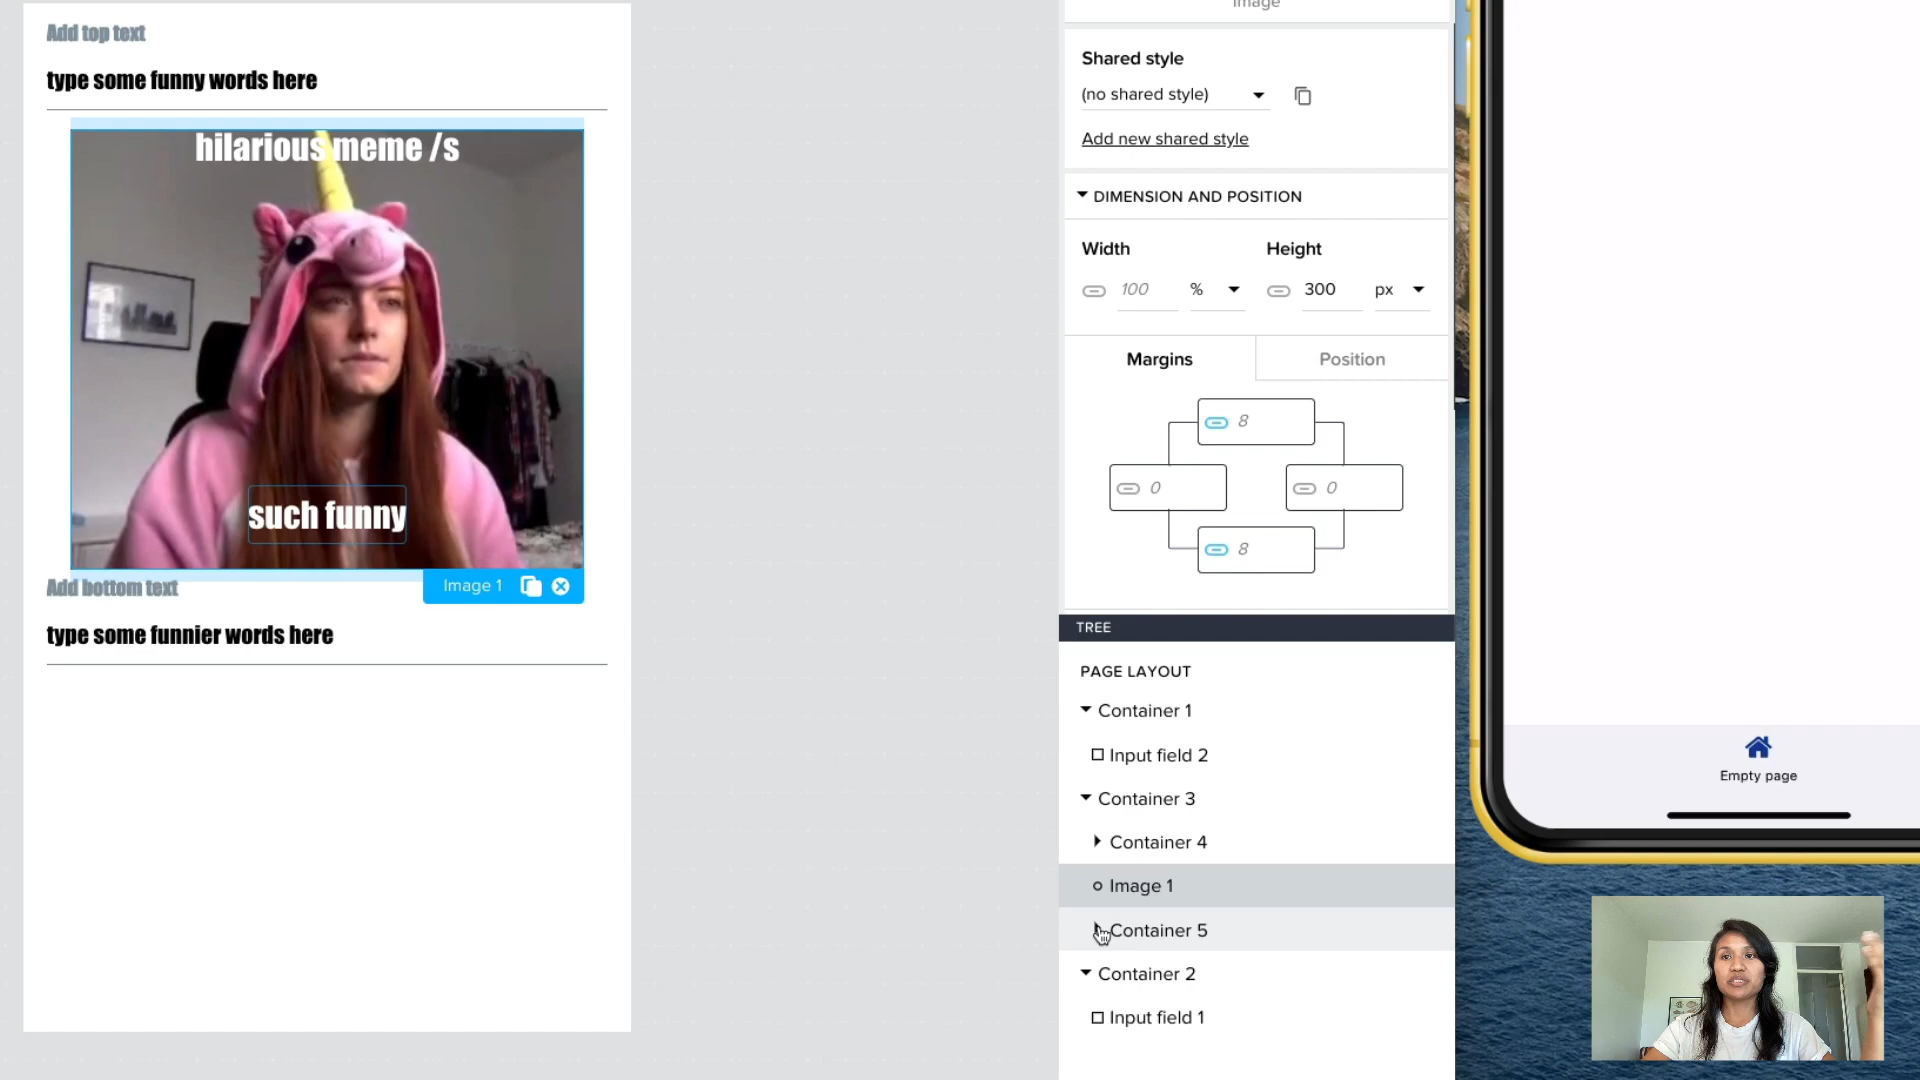 Add top text
type some funny words here
hilarious meme /s
such funny
Add bottom text
Image 1
type some funnier words here
Image
Shared style
(no shared style)
Add new shared style
DIMENSION AND POSITION
Width
Height
100
%
300
px
Margins
Position
8
0
0
8
TREE
PAGE LAYOUT
Container 1
Input field 2
Container 3
Container 4
Image 1
Container 5
Container 2
Input field 1
Empty page